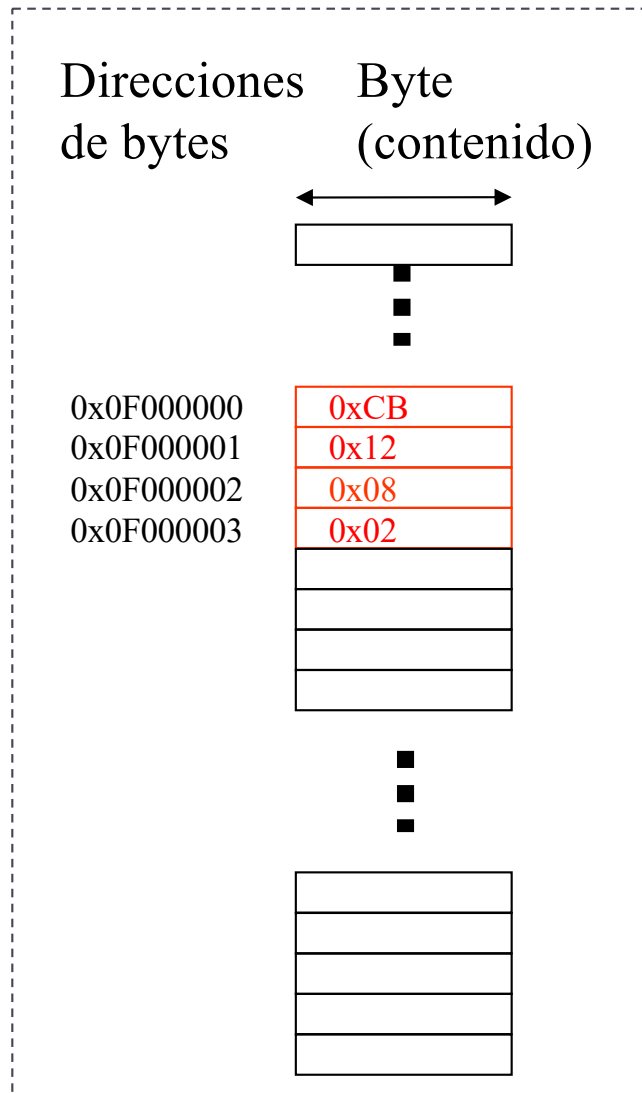 Direcciones Byte
de bytes (contenido)
0x0F000000 0xCB
0x0F000001 0x12
0x0F000002 0x08
0x0F000003 0x02